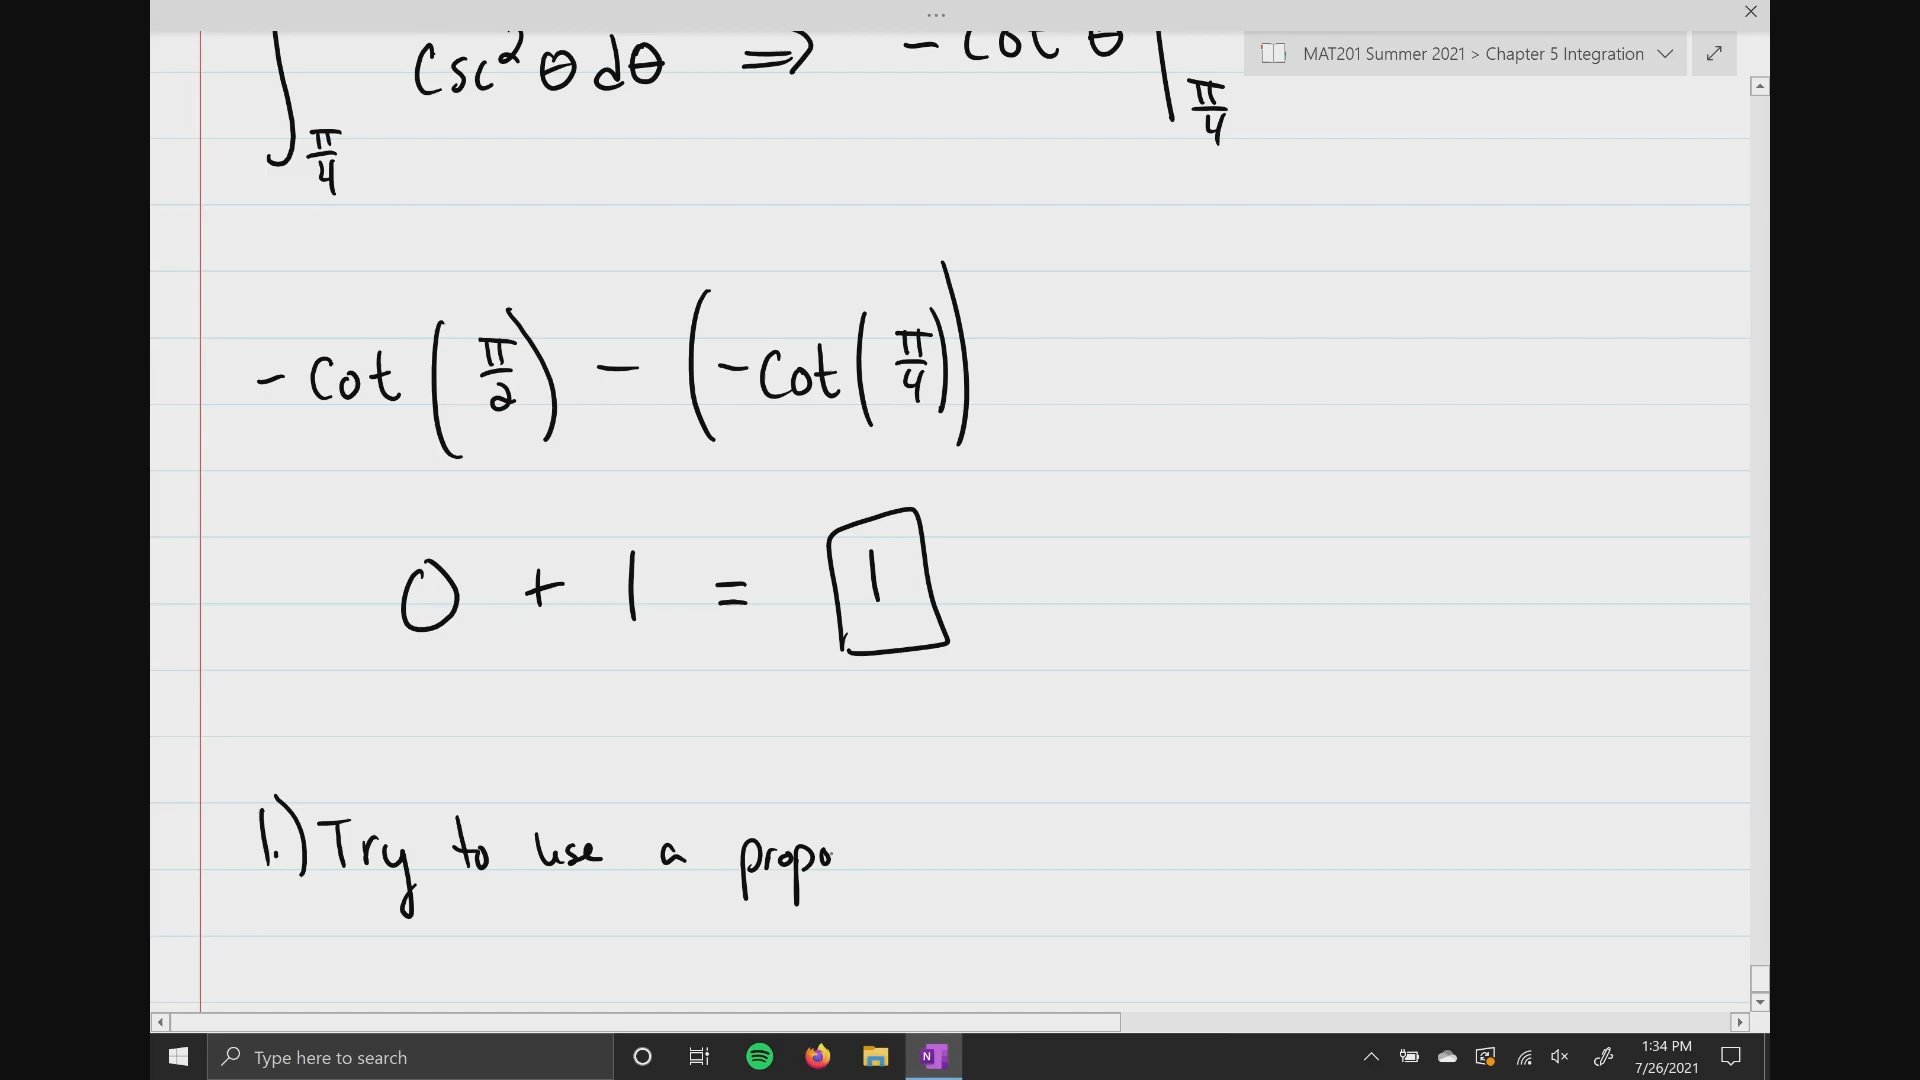 ...
MAT201 Summer 2021 > Chapter 5 Integration
∫ π/4 csc² θ dθ ⇒ - cot θ | π/4
- cot (π/2) - (- cot (π/4))
0 + 1 = 1
1.) Try to use a propo
Type here to search
1:34 PM
7/26/2021